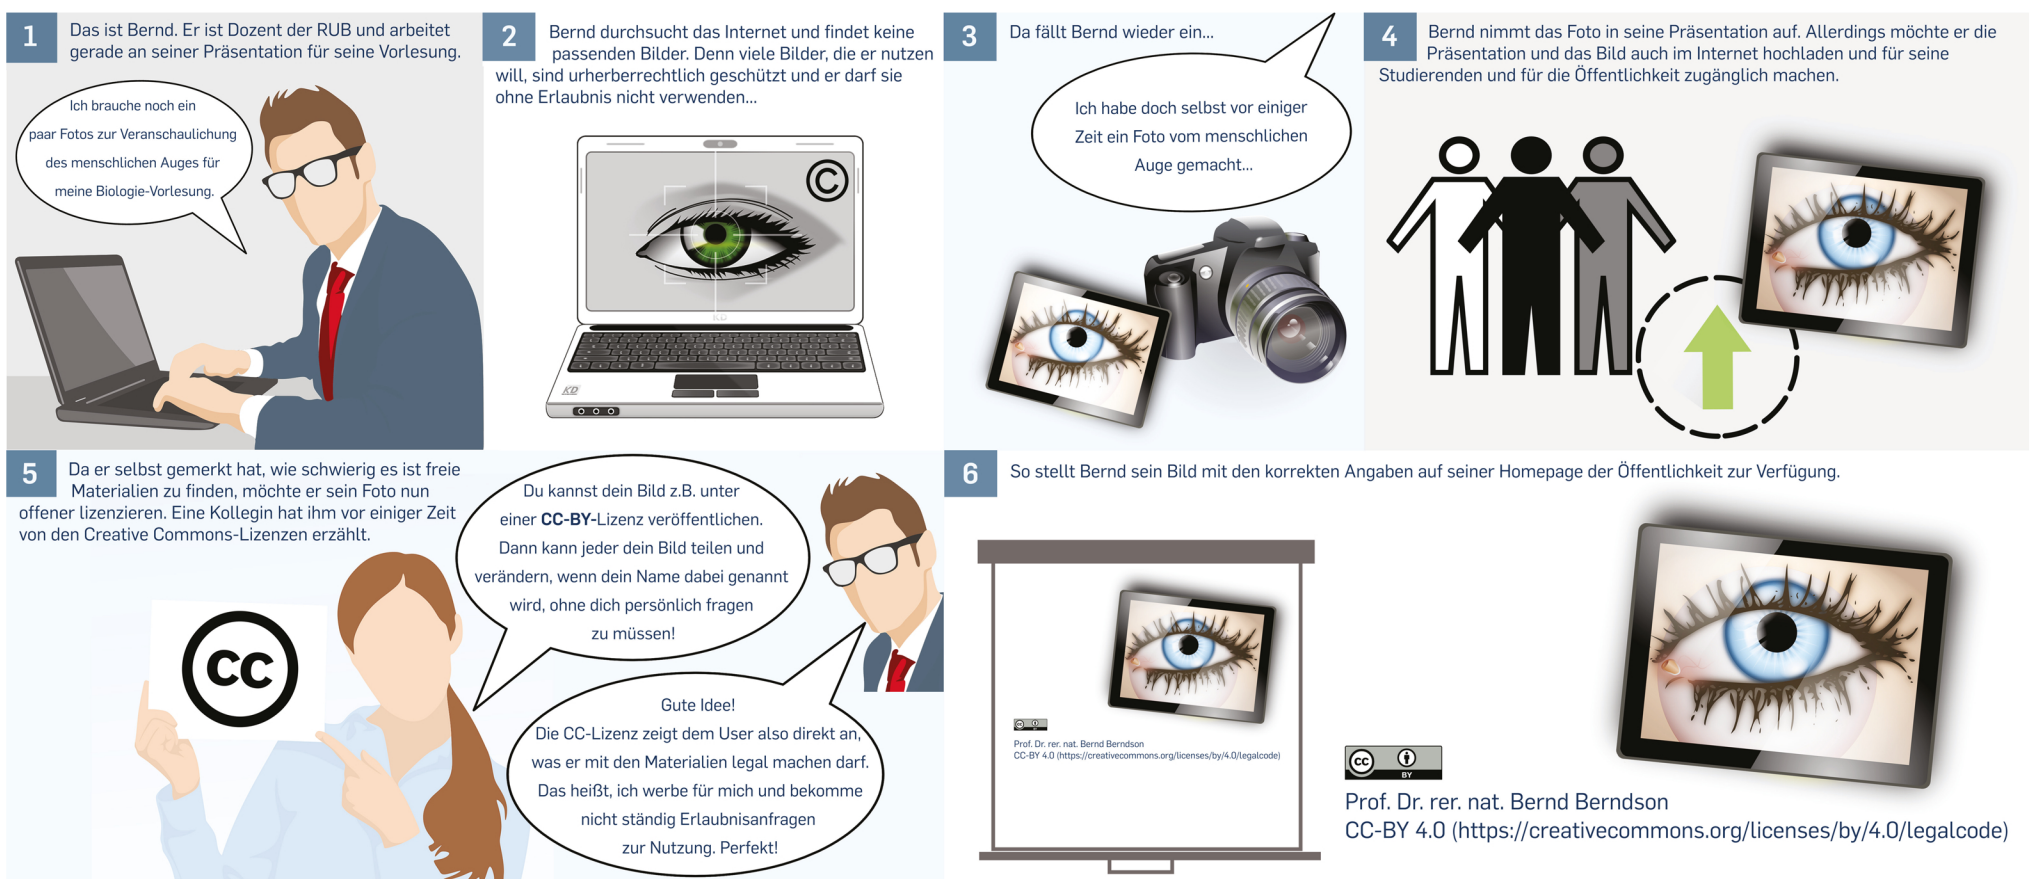 1
Das ist Bernd. Er ist Dozent der RUB und arbeitet
gerade an seiner Präsentation für seine Vorlesung.
Ich brauche noch ein
paar Fotos zur Veranschaulichung
des menschlichen Auges für
meine Biologie-Vorlesung.
2
Bernd durchsucht das Internet und findet keine
passenden Bilder. Denn viele Bilder, die er nutzen
will, sind urherberrechtlich geschützt und er darf sie
ohne Erlaubnis nicht verwenden...
©
KD
KD
3
Da fällt Bernd wieder ein...
Ich habe doch selbst vor einiger
Zeit ein Foto vom menschlichen
Auge gemacht...
4
Bernd nimmt das Foto in seine Präsentation auf. Allerdings möchte er die
Präsentation und das Bild auch im Internet hochladen und für seine
Studierenden und für die Öffentlichkeit zugänglich machen.
5
Da er selbst gemerkt hat, wie schwierig es ist freie
Materialien zu finden, möchte er sein Foto nun
offener lizenzieren. Eine Kollegin hat ihm vor einiger Zeit
von den Creative Commons-Lizenzen erzählt.
cc
Du kannst dein Bild z.B. unter
einer CC-BY-Lizenz veröffentlichen.
Dann kann jeder dein Bild teilen und
verändern, wenn dein Name dabei genannt
wird, ohne dich persönlich fragen
zu müssen!
Gute Idee!
Die CC-Lizenz zeigt dem User also direkt an,
was er mit den Materialien legal machen darf.
Das heißt, ich werbe für mich und bekomme
nicht ständig Erlaubnisanfragen
zur Nutzung. Perfekt!
6
So stellt Bernd sein Bild mit den korrekten Angaben auf seiner Homepage der Öffentlichkeit zur Verfügung.
cc
Prof. Dr. rer. nat. Bernd Berndson
CC-BY 4.0 (https://creativecommons.org/licenses/by/4.0/legalcode)
cc
BY
Prof. Dr. rer. nat. Bernd Berndson
CC-BY 4.0 (https://creativecommons.org/licenses/by/4.0/legalcode)